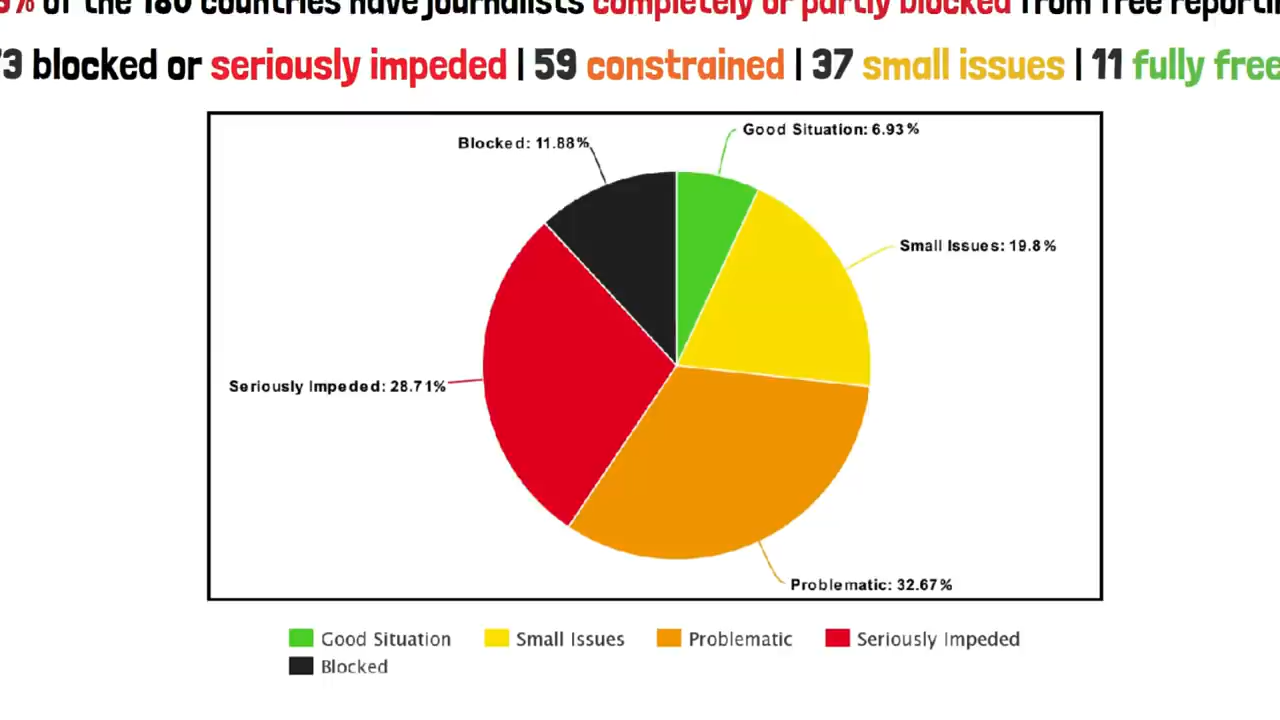 % of the 180 countries have journalists completely or partly blocked from free
3 blocked or seriously impeded | 59 constrained | 37 small issues | 11 fully free
Good Situation: 6.93%
Blocked: 11.88%
Small Issues: 19.8%
Seriously Impeded: 28.71%
Problematic: 32.67%
Good Situation Small Issues Problematic Seriously Impeded
Blocked